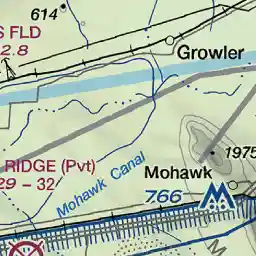 614
S FLD
2.8
Growler
RIDGE (Pvt)
29 - 32
Mohawk Canal
1975
Mohawk
766